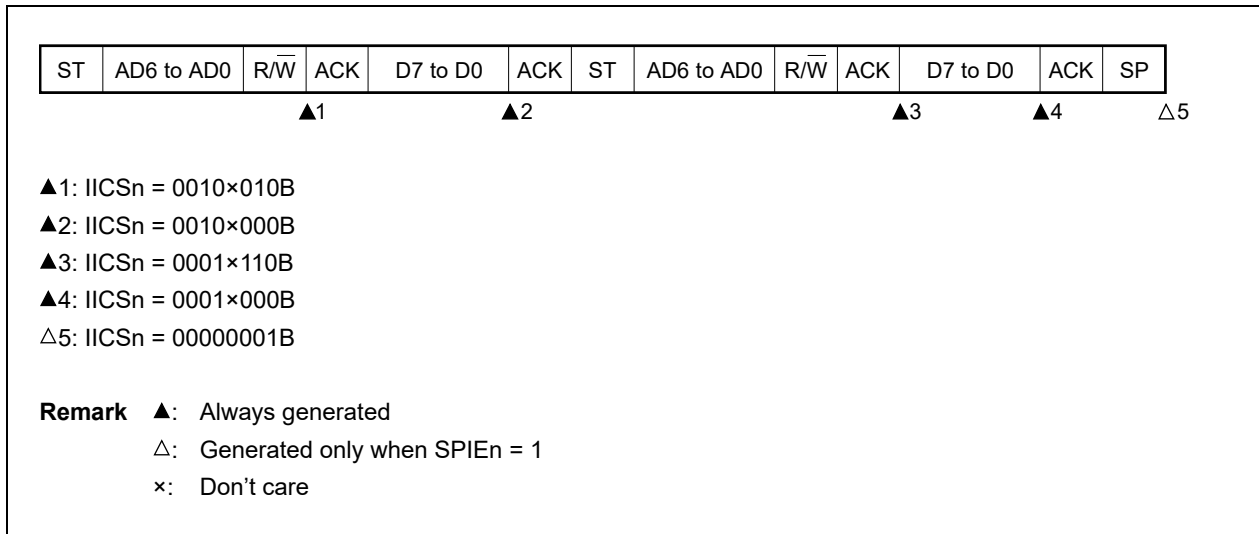 ST AD6 to AD0 R/W̅ ACK D7 to D0 ACK ST AD6 to AD0 R/W̅ ACK D7 to D0 ACK SP
▲1 ▲2 ▲3 ▲4 △5
▲1: IICSn = 0010×010B
▲2: IICSn = 0010×000B
▲3: IICSn = 0001×110B
▲4: IICSn = 0001×000B
△5: IICSn = 00000001B
Remark ▲: Always generated
△: Generated only when SPIEn = 1
×: Don't care